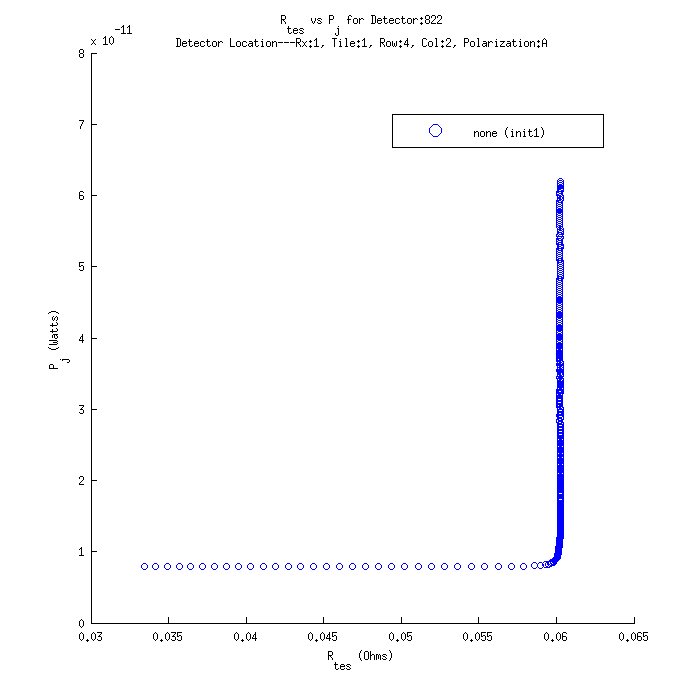 R_tes vs P_j for Detector:822
Detector Location---Rx:1, Tile:1, Row:4, Col:2, Polarization:A
x 10^-11
8
7
none (init1)
6
5
4
P_j (Watts)
3
2
1
0
0.03 0.035 0.04 0.045 0.05 0.055 0.06 0.065
R_tes (Ohms)